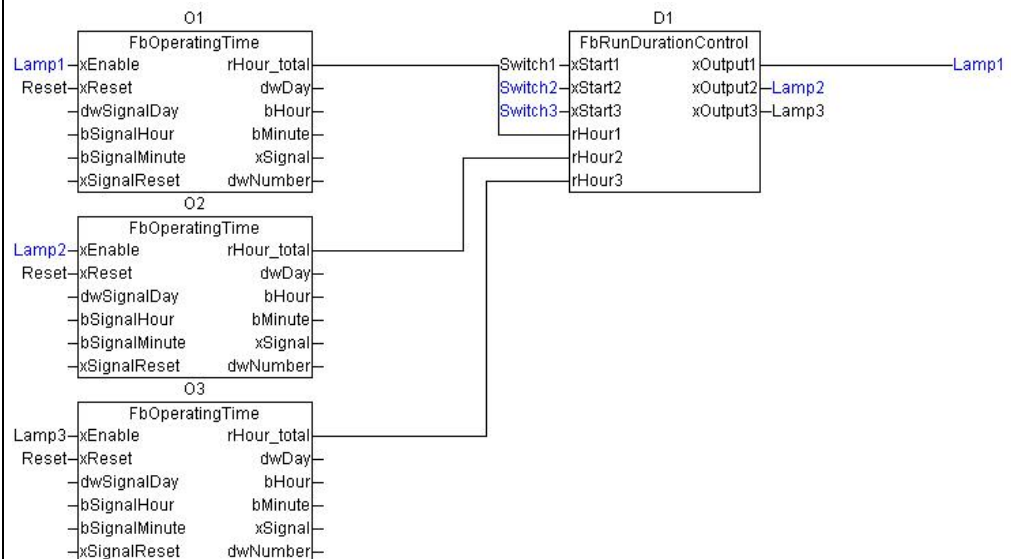 O1
FbOperatingTime
Lamp1 xEnable rHour_total
Reset xReset dwDay
dwSignalDay bHour
bSignalHour bMinute
bSignalMinute xSignal
xSignalReset dwNumber
O2
FbOperatingTime
Lamp2 xEnable rHour_total
Reset xReset dwDay
dwSignalDay bHour
bSignalHour bMinute
bSignalMinute xSignal
xSignalReset dwNumber
O3
FbOperatingTime
Lamp3 xEnable rHour_total
Reset xReset dwDay
dwSignalDay bHour
bSignalHour bMinute
bSignalMinute xSignal
xSignalReset dwNumber
D1
FbRunDurationControl
Switch1 xStart1 xOutput1 Lamp1
Switch2 xStart2 xOutput2 Lamp2
Switch3 xStart3 xOutput3 Lamp3
rHour1
rHour2
rHour3